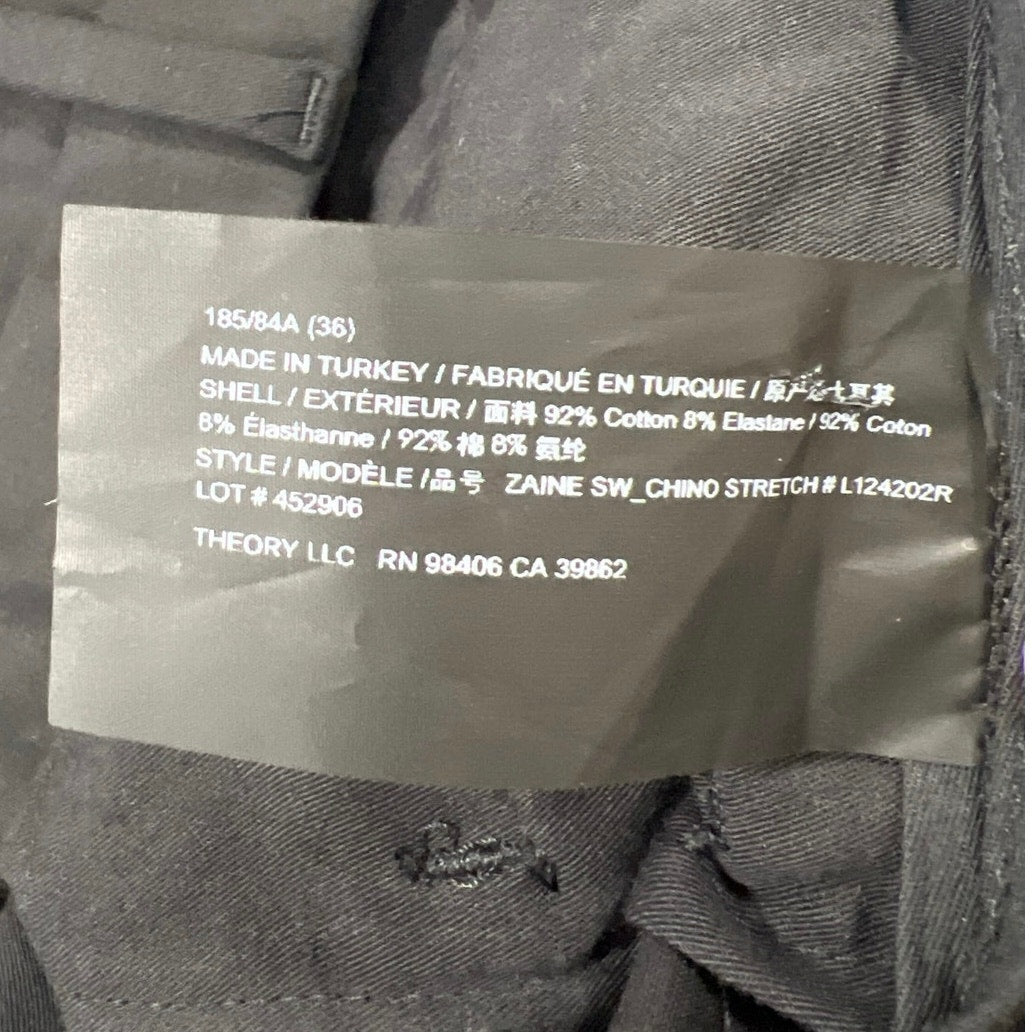 185/84A (36)
MADE IN TURKEY / FABRIQUÉ EN TURQUIE / 原产地土耳其
SHELL / EXTÉRIEUR / 面料 92% Cotton 8% Elastane / 92% Coton
8% Élasthanne / 92% 棉 8% 氨纶
STYLE / MODÈLE /品号 ZAINE SW_CHINO STRETCH # L124202R
LOT # 452906
THEORY LLC RN 98406 CA 39862